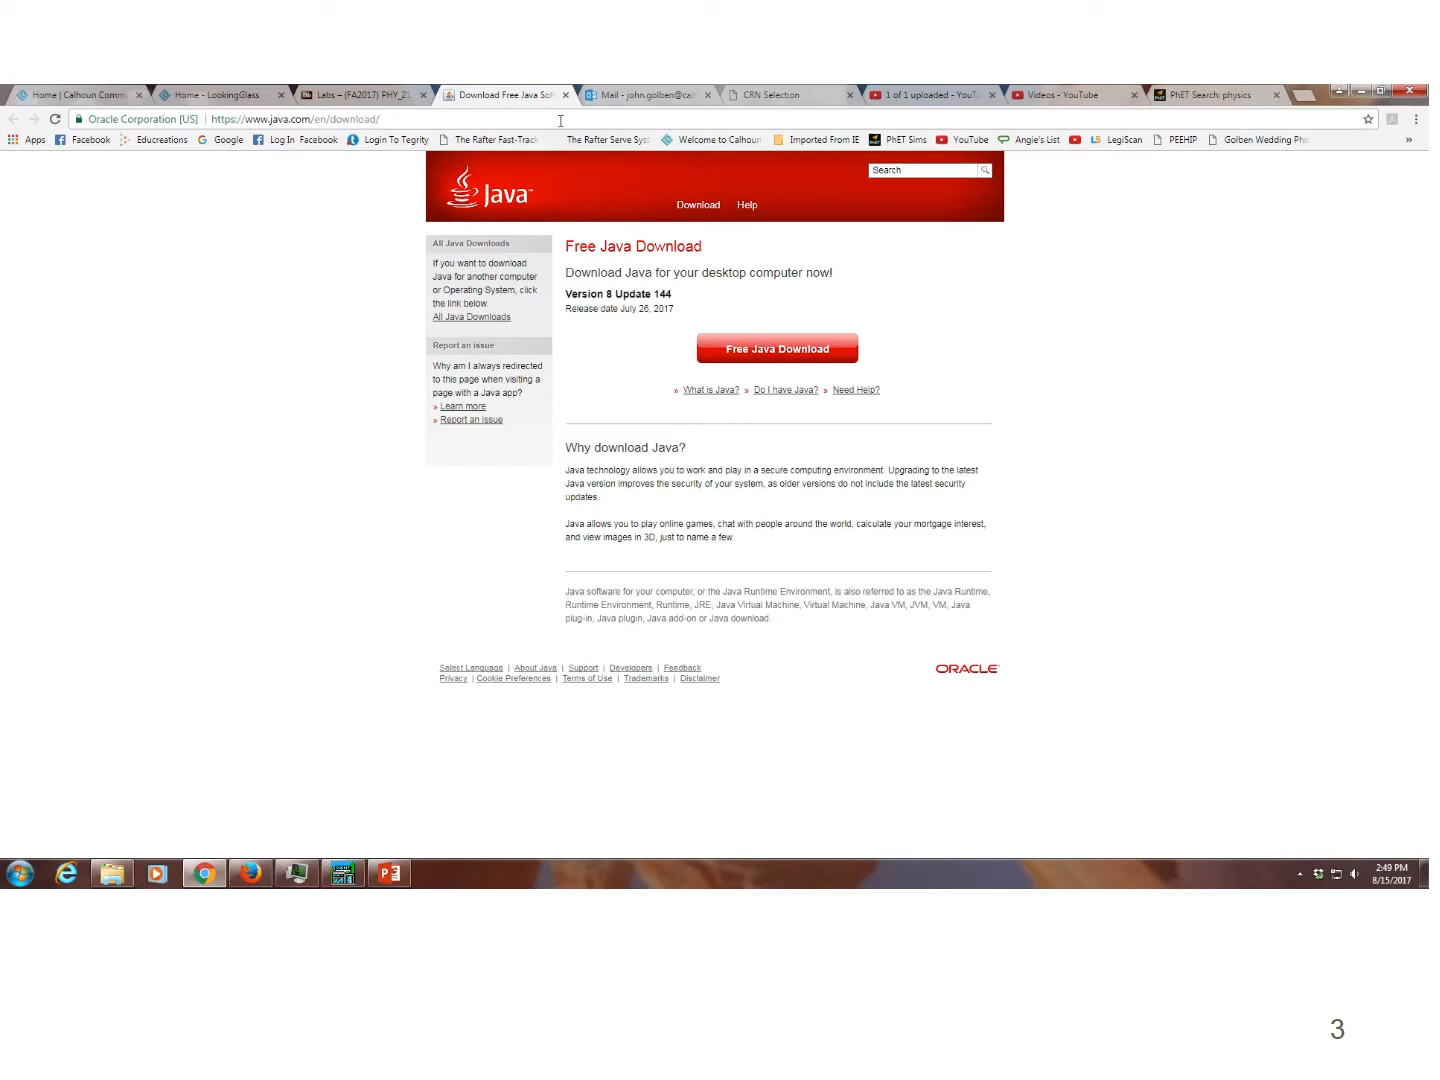 Home | Calhoun Comm
Home - LookingGlass
Labs – (FA2017) PHY_21
Download Free Java Soft
Mail - john.golben@cal
CRN Selection
1 of 1 uploaded - YouTu
Videos - YouTube
PhET Search: physics
Oracle Corporation [US] | https://www.java.com/en/download/
Apps Facebook Educreations Google Log In Facebook Login To Tegrity The Rafter Fast-Track The Rafter Serve Syst Welcome to Calhoun Imported From IE PhET Sims YouTube Angie's List LegiScan PEEHIP Golben Wedding Pho »
Java™
Search
Download Help
All Java Downloads
If you want to download
Java for another computer
or Operating System, click
the link below.
All Java Downloads
Report an issue
Why am I always redirected
to this page when visiting a
page with a Java app?
» Learn more
» Report an issue
Free Java Download
Download Java for your desktop computer now!
Version 8 Update 144
Release date July 26, 2017
Free Java Download
» What is Java? » Do I have Java? » Need Help?
Why download Java?
Java technology allows you to work and play in a secure computing environment. Upgrading to the latest
Java version improves the security of your system, as older versions do not include the latest security
updates.
Java allows you to play online games, chat with people around the world, calculate your mortgage interest,
and view images in 3D, just to name a few.
Java software for your computer, or the Java Runtime Environment, is also referred to as the Java Runtime,
Runtime Environment, Runtime, JRE, Java Virtual Machine, Virtual Machine, Java VM, JVM, VM, Java
plug-in, Java plugin, Java add-on or Java download.
Select Language | About Java | Support | Developers | Feedback
Privacy | Cookie Preferences | Terms of Use | Trademarks | Disclaimer
ORACLE
2:49 PM
8/15/2017
3